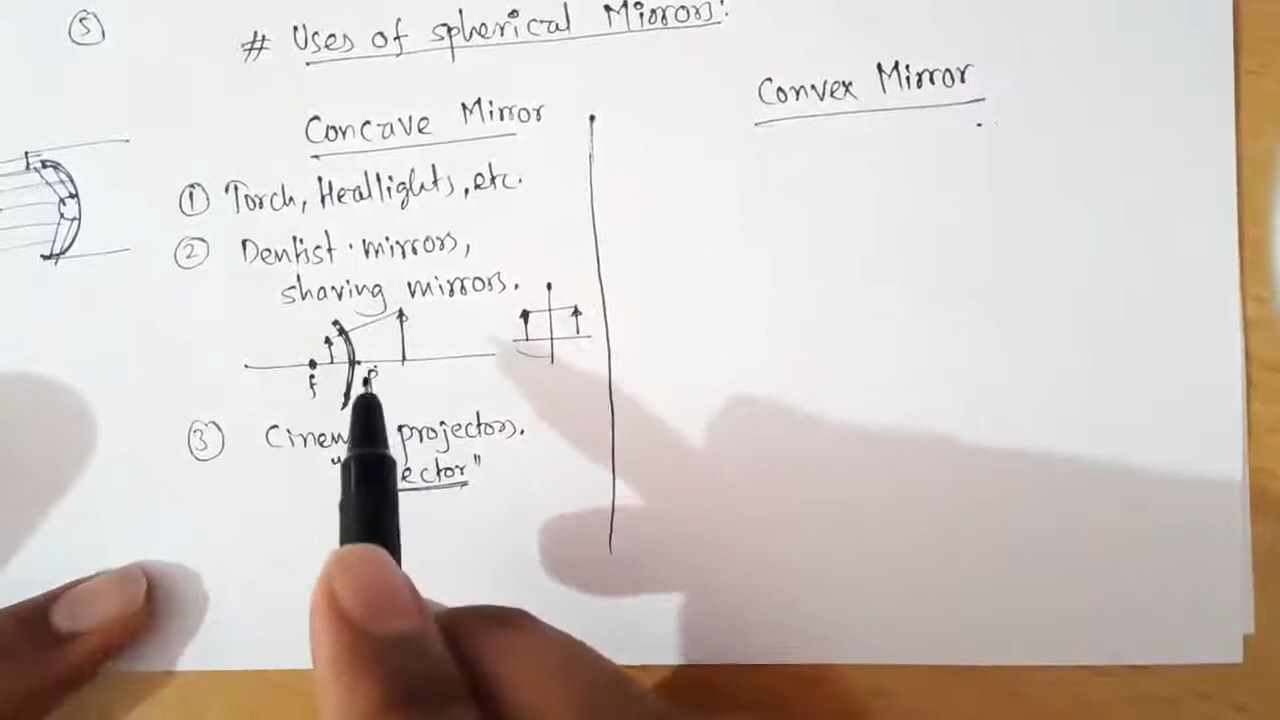 ⑤
# Uses of spherical Mirrors:
Concave Mirror
① Torch, Headlights, etc.
② Dentist mirrors,
shaving mirrors.
f
P
③ projectors.
Convex Mirror